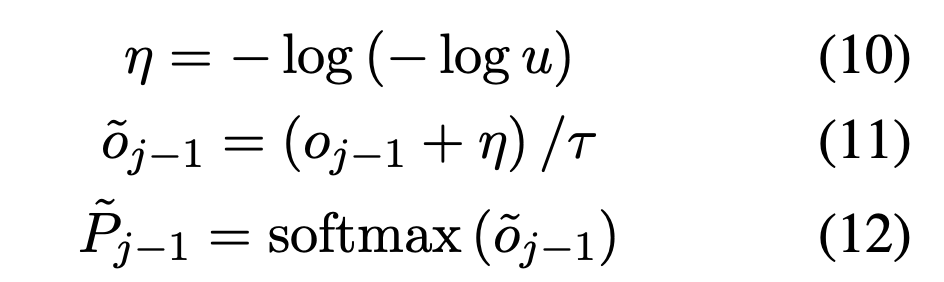 η = − log (− log u) (10)
õ_{j−1} = (o_{j−1} + η) /τ (11)
P̃_{j−1} = softmax (õ_{j−1}) (12)